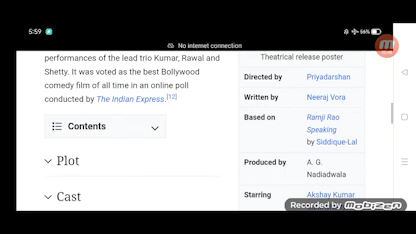 5:59
56%
No internet connection
performances of the lead trio Kumar, Rawal and
Shetty. It was voted as the best Bollywood
comedy film of all time in an online poll
conducted by The Indian Express.[12]
Contents
Plot
Cast
Theatrical release poster
Directed by Priyadarshan
Written by Neeraj Vora
Based on Ramji Rao
Speaking
by Siddique-Lal
Produced by A. G.
Nadiadwala
Starring Akshay Kumar
Recorded by mobizen